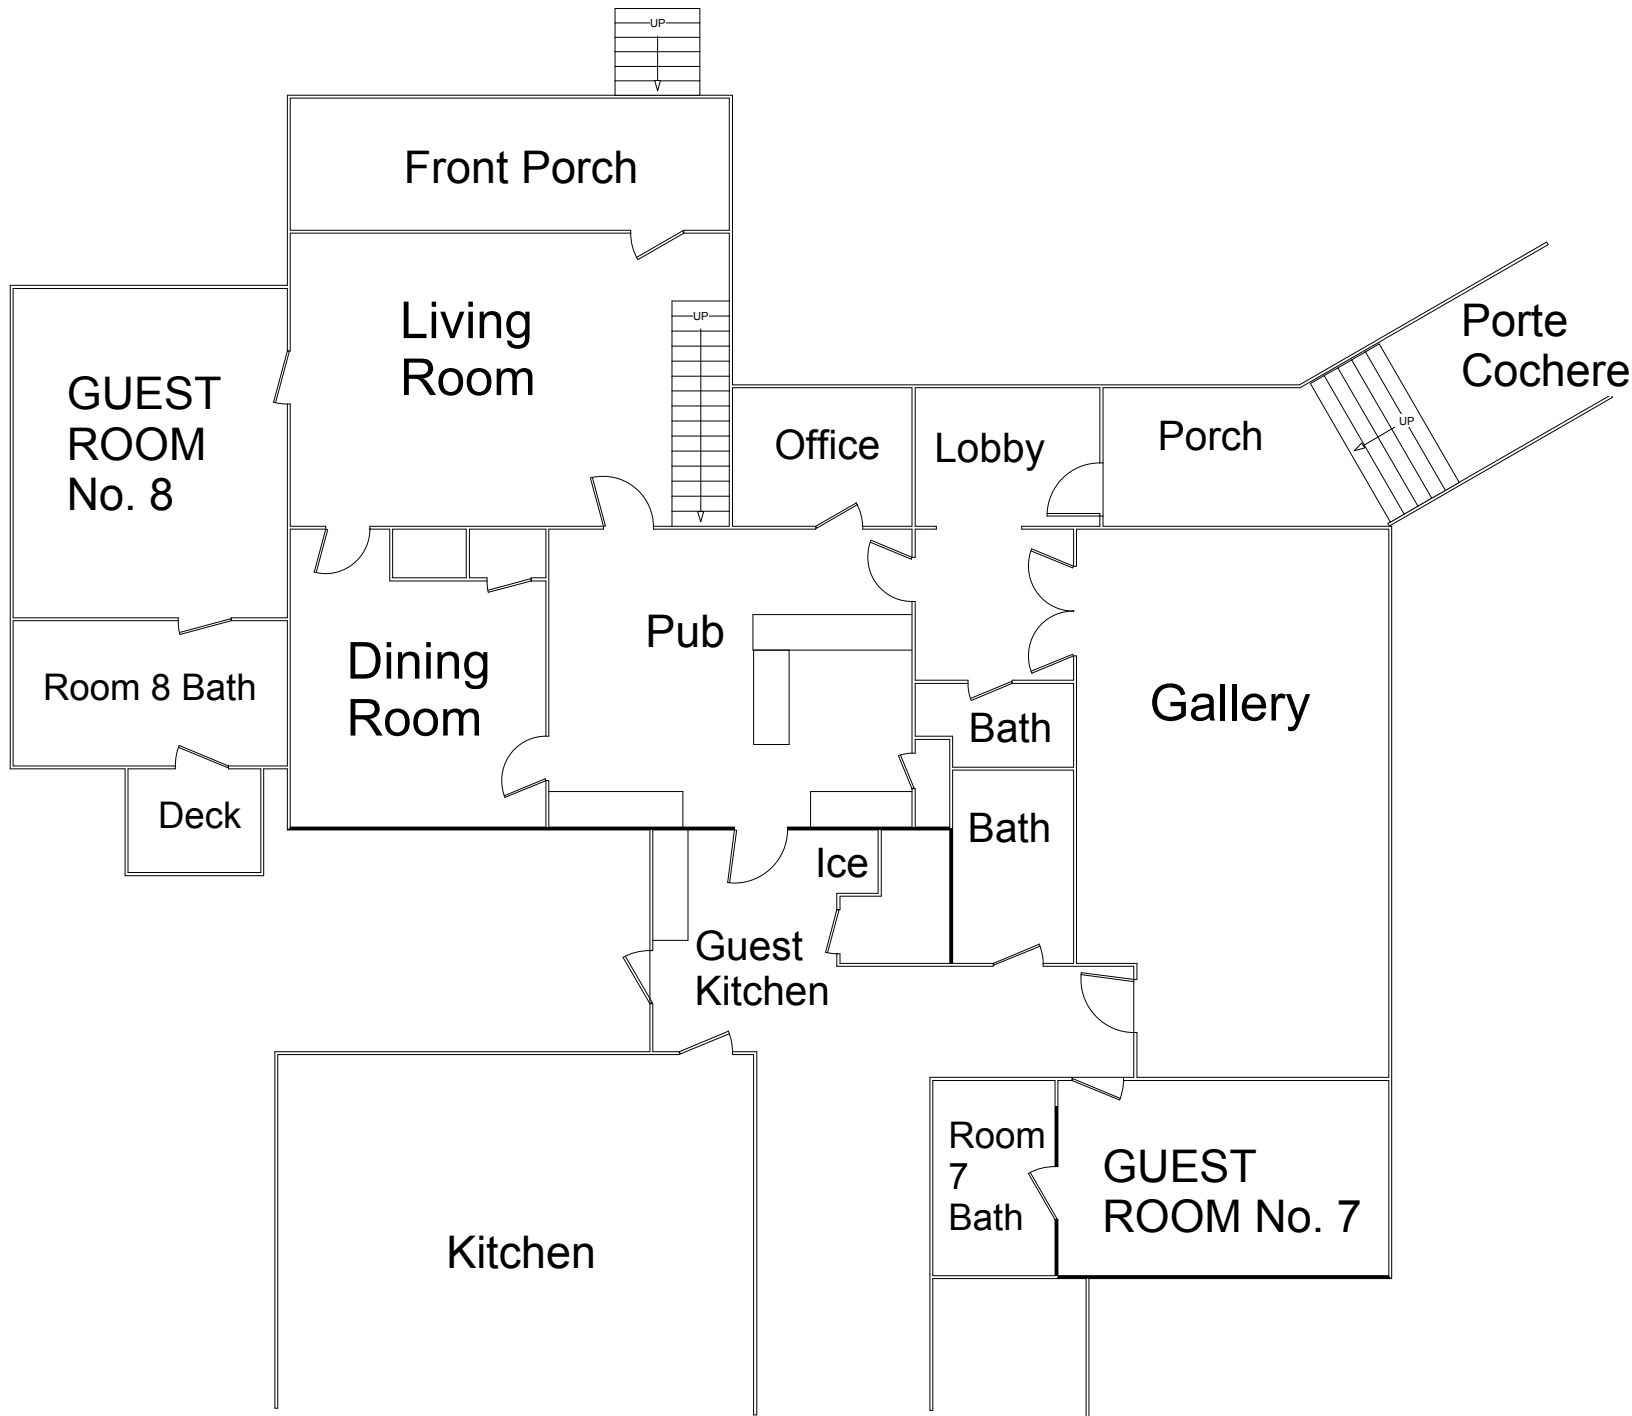 UP
Front Porch
Living
Room
UP
Porte
Cochere
GUEST
ROOM
No. 8
Office
Lobby
Porch
UP
Pub
Dining
Room
Room 8 Bath
Gallery
Bath
Deck
Bath
Ice
Guest
Kitchen
Room
7
Bath
GUEST
ROOM No. 7
Kitchen